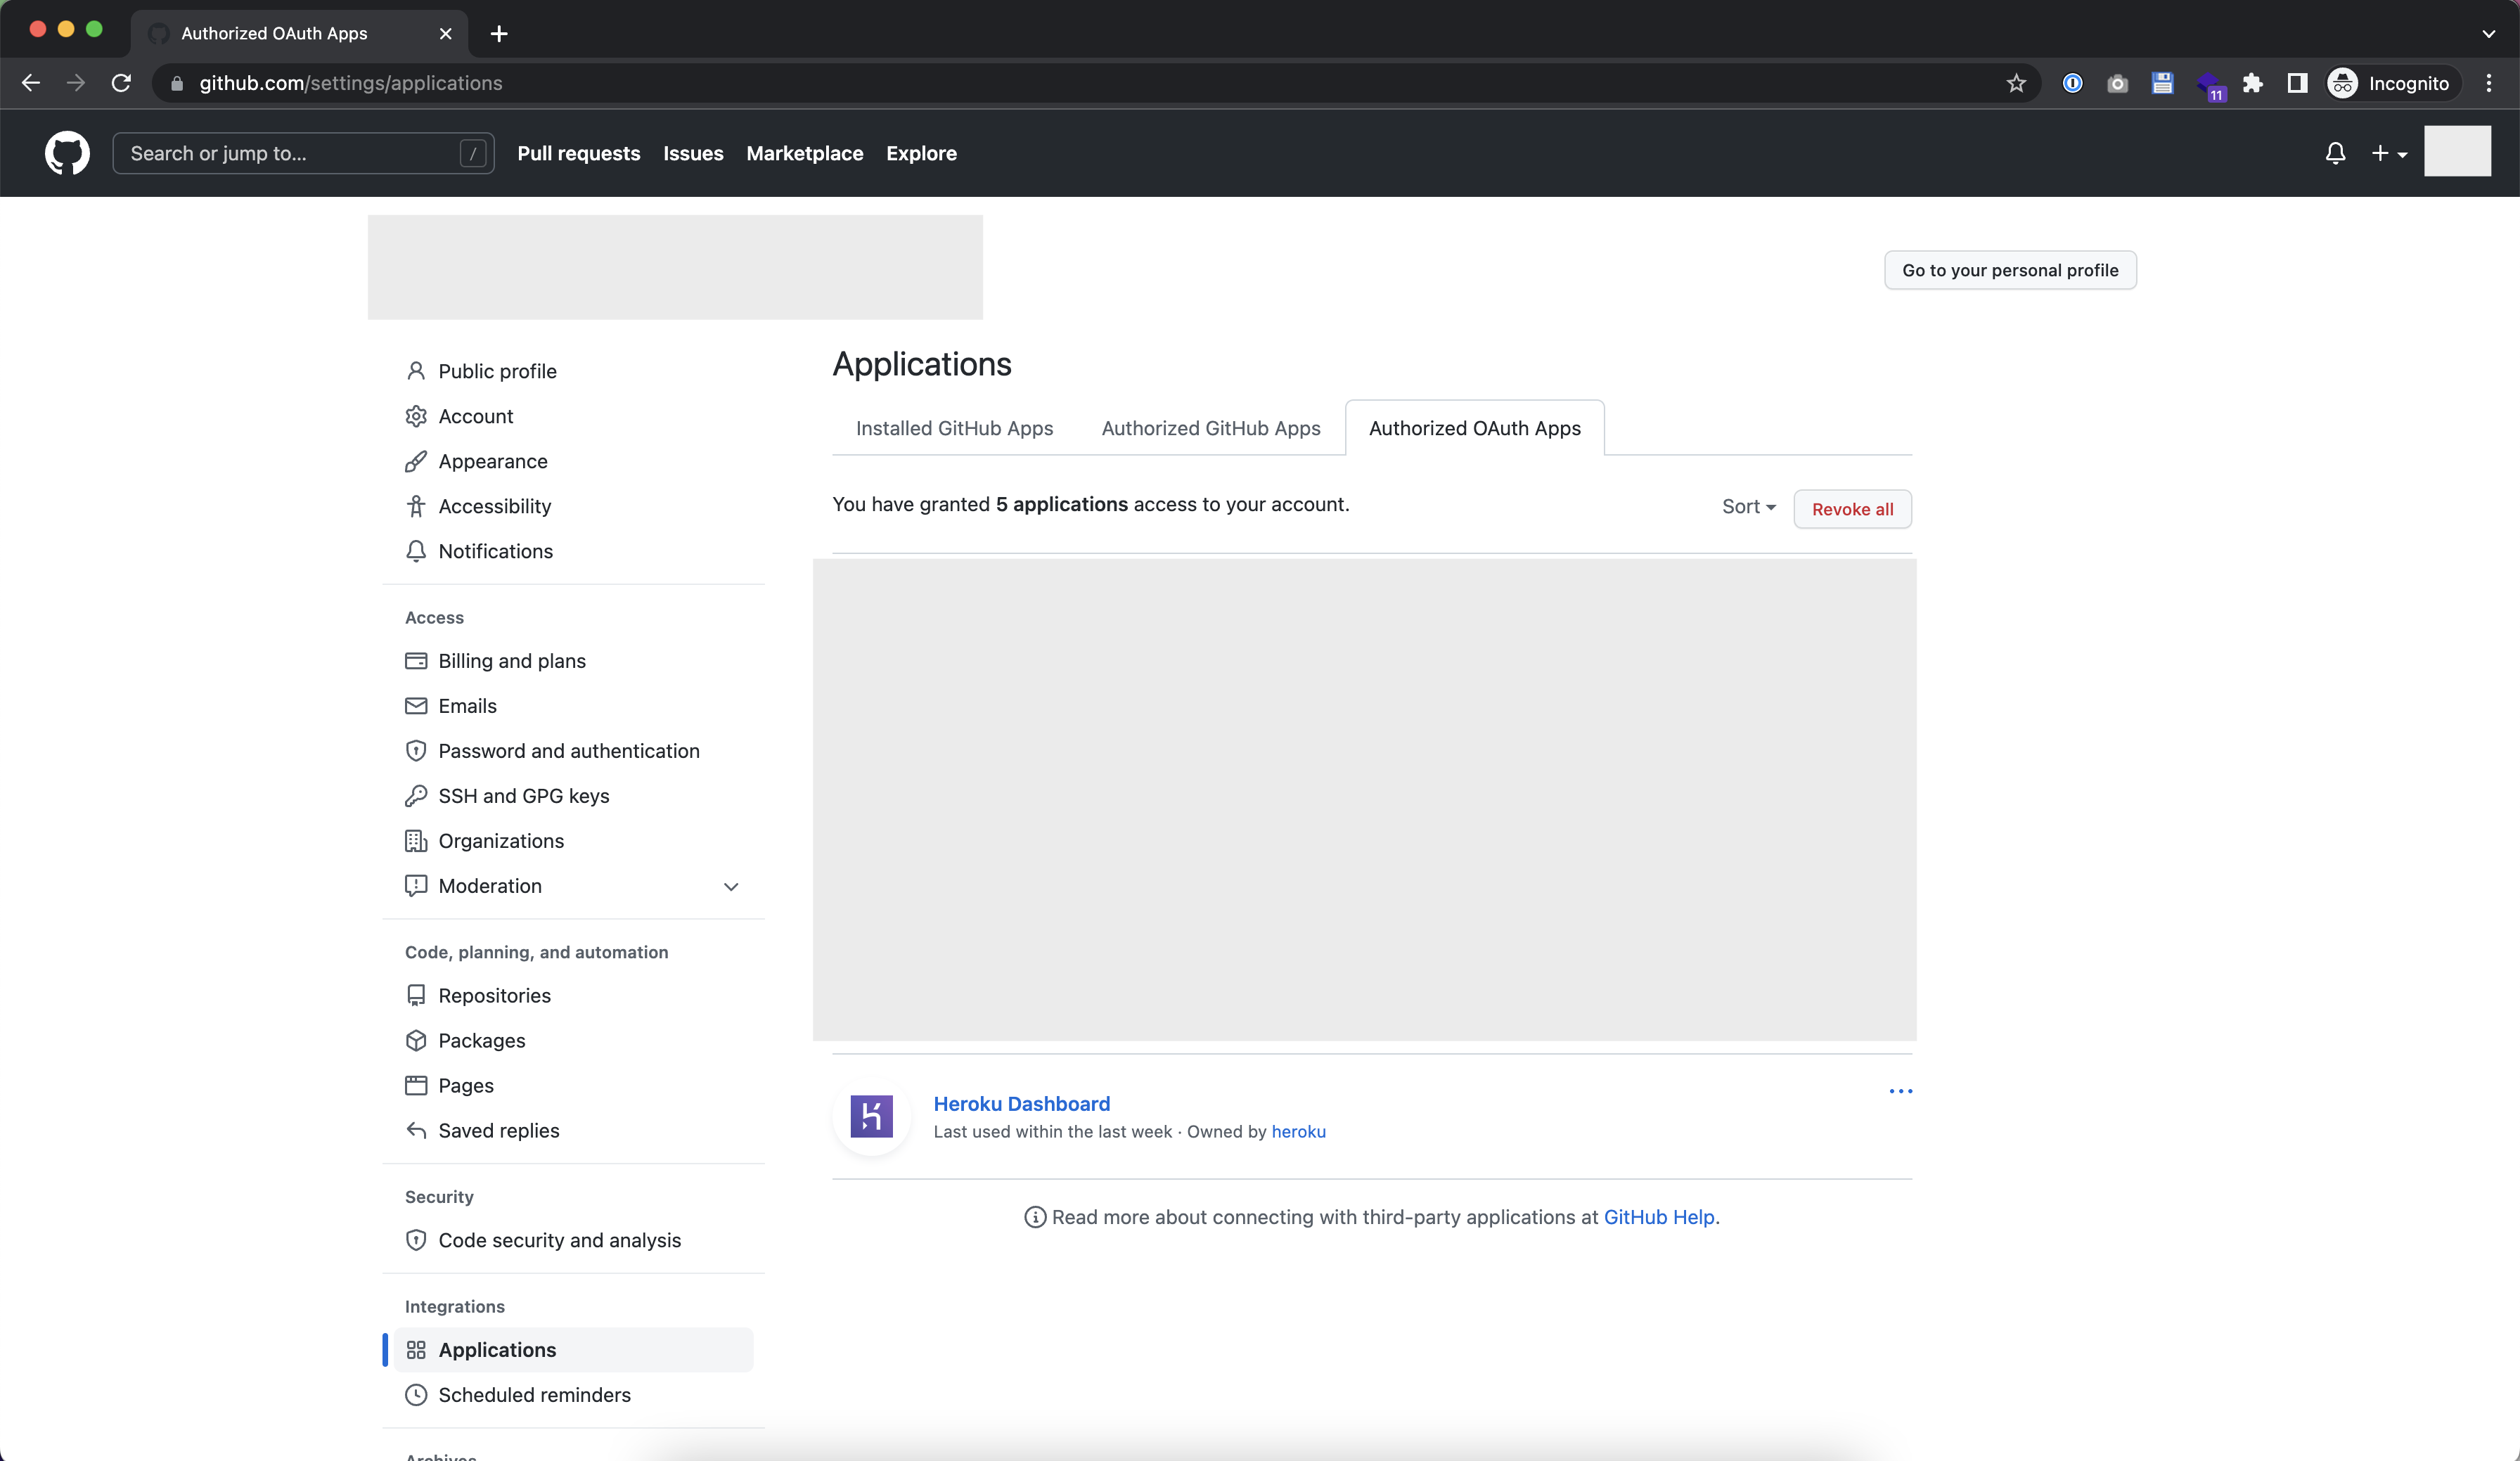 Authorized OAuth Apps
github.com/settings/applications
11
Incognito
Search or jump to...
/
Pull requests
Issues
Marketplace
Explore
Go to your personal profile
Public profile
Account
Appearance
Accessibility
Notifications
Access
Billing and plans
Emails
Password and authentication
SSH and GPG keys
Organizations
Moderation
Code, planning, and automation
Repositories
Packages
Pages
Saved replies
Security
Code security and analysis
Integrations
Applications
Scheduled reminders
Archives
Applications
Installed GitHub Apps
Authorized GitHub Apps
Authorized OAuth Apps
You have granted 5 applications access to your account.
Sort
Revoke all
Heroku Dashboard
Last used within the last week · Owned by heroku
Read more about connecting with third-party applications at GitHub Help.